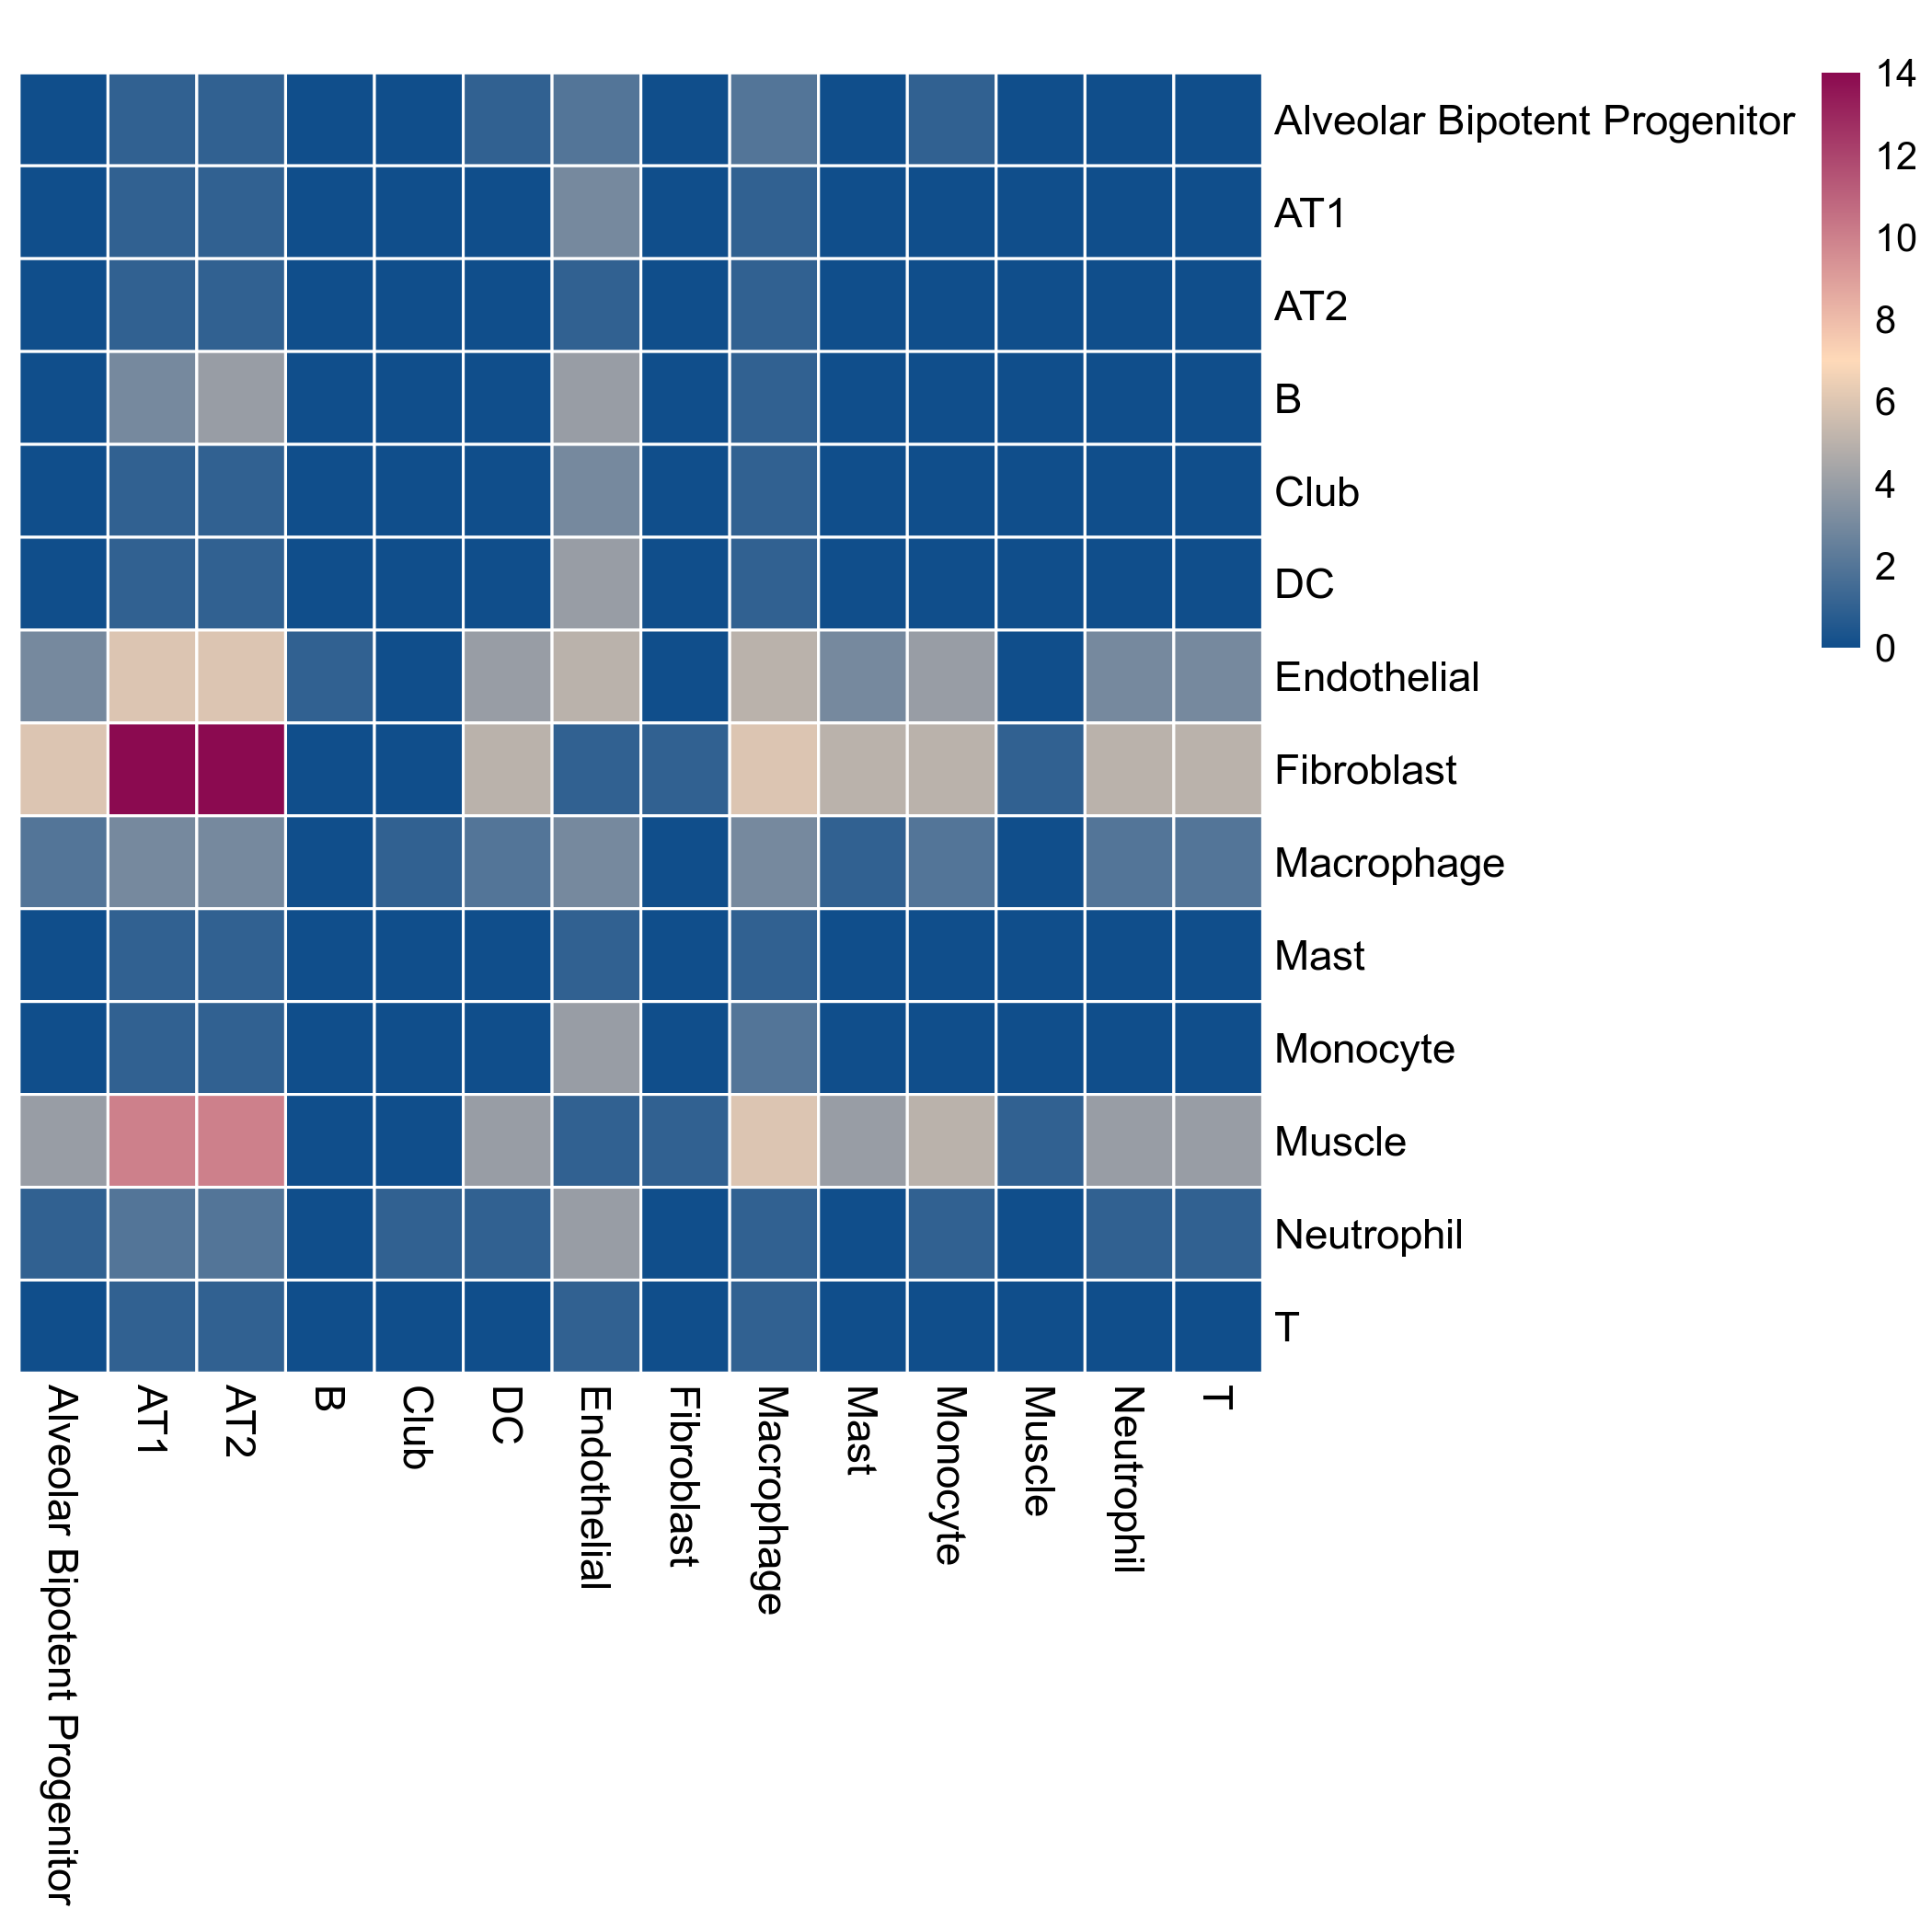 Alveolar Bipotent Progenitor
AT1
AT2
B
Club
DC
Endothelial
Fibroblast
Macrophage
Mast
Monocyte
Muscle
Neutrophil
T
14
12
10
8
6
4
2
0
Alveolar Bipotent Progenitor
AT1
AT2
B
Club
DC
Endothelial
Fibroblast
Macrophage
Mast
Monocyte
Muscle
Neutrophil
T